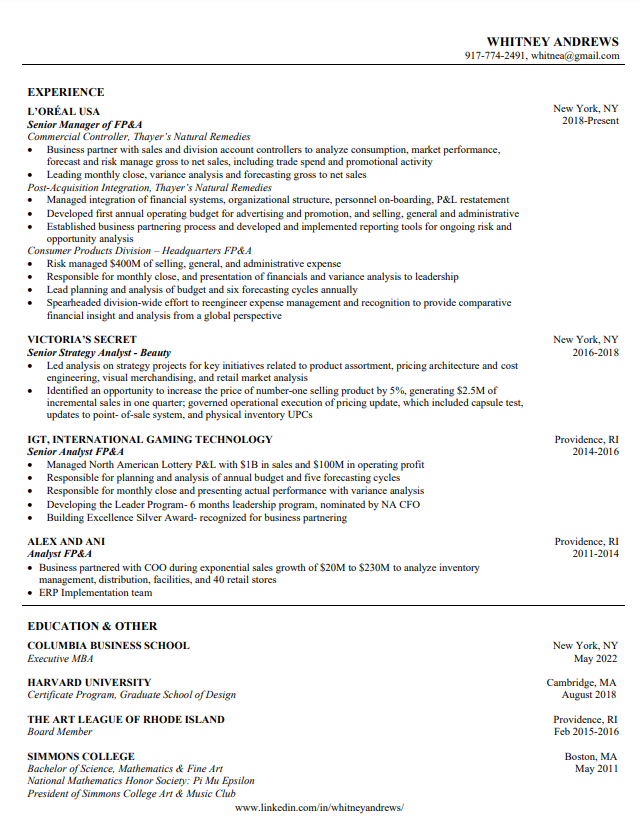 WHITNEY ANDREWS
917-774-2491, whitnea@gmail.com
EXPERIENCE
L'ORÉAL USA New York, NY
Senior Manager of FP&A 2018-Present
Commercial Controller, Thayer's Natural Remedies
• Business partner with sales and division account controllers to analyze consumption, market performance,
forecast and risk manage gross to net sales, including trade spend and promotional activity
• Leading monthly close, variance analysis and forecasting gross to net sales
Post-Acquisition Integration, Thayer's Natural Remedies
• Managed integration of financial systems, organizational structure, personnel on-boarding, P&L restatement
• Developed first annual operating budget for advertising and promotion, and selling, general and administrative
• Established business partnering process and developed and implemented reporting tools for ongoing risk and
opportunity analysis
Consumer Products Division – Headquarters FP&A
• Risk managed $400M of selling, general, and administrative expense
• Responsible for monthly close, and presentation of financials and variance analysis to leadership
• Lead planning and analysis of budget and six forecasting cycles annually
• Spearheaded division-wide effort to reengineer expense management and recognition to provide comparative
financial insight and analysis from a global perspective
VICTORIA'S SECRET New York, NY
Senior Strategy Analyst - Beauty 2016-2018
• Led analysis on strategy projects for key initiatives related to product assortment, pricing architecture and cost
engineering, visual merchandising, and retail market analysis
• Identified an opportunity to increase the price of number-one selling product by 5%, generating $2.5M of
incremental sales in one quarter; governed operational execution of pricing update, which included capsule test,
updates to point- of-sale system, and physical inventory UPCs
IGT, INTERNATIONAL GAMING TECHNOLOGY Providence, RI
Senior Analyst FP&A 2014-2016
• Managed North American Lottery P&L with $1B in sales and $100M in operating profit
• Responsible for planning and analysis of annual budget and five forecasting cycles
• Responsible for monthly close and presenting actual performance with variance analysis
• Developing the Leader Program- 6 months leadership program, nominated by NA CFO
• Building Excellence Silver Award- recognized for business partnering
ALEX AND ANI Providence, RI
Analyst FP&A 2011-2014
• Business partnered with COO during exponential sales growth of $20M to $230M to analyze inventory
management, distribution, facilities, and 40 retail stores
• ERP Implementation team
EDUCATION & OTHER
COLUMBIA BUSINESS SCHOOL New York, NY
Executive MBA May 2022
HARVARD UNIVERSITY Cambridge, MA
Certificate Program, Graduate School of Design August 2018
THE ART LEAGUE OF RHODE ISLAND Providence, RI
Board Member Feb 2015-2016
SIMMONS COLLEGE Boston, MA
Bachelor of Science, Mathematics & Fine Art May 2011
National Mathematics Honor Society: Pi Mu Epsilon
President of Simmons College Art & Music Club
www.linkedin.com/in/whitneyandrews/